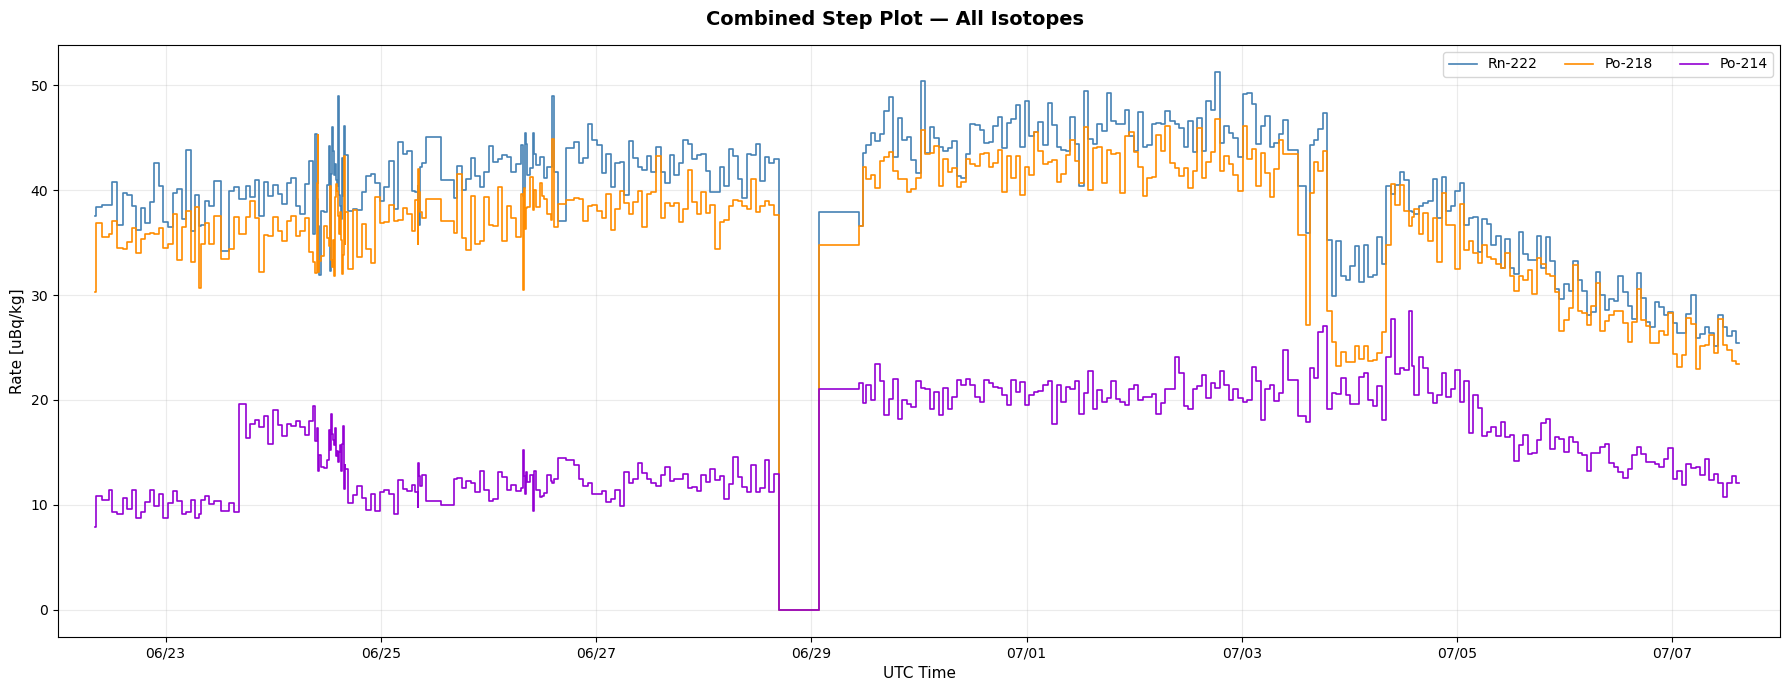 Combined Step Plot — All Isotopes
Rn-222 Po-218 Po-214
Rate [uBq/kg]
50
40
30
20
10
0
06/23 06/25 06/27 06/29 07/01 07/03 07/05 07/07
UTC Time